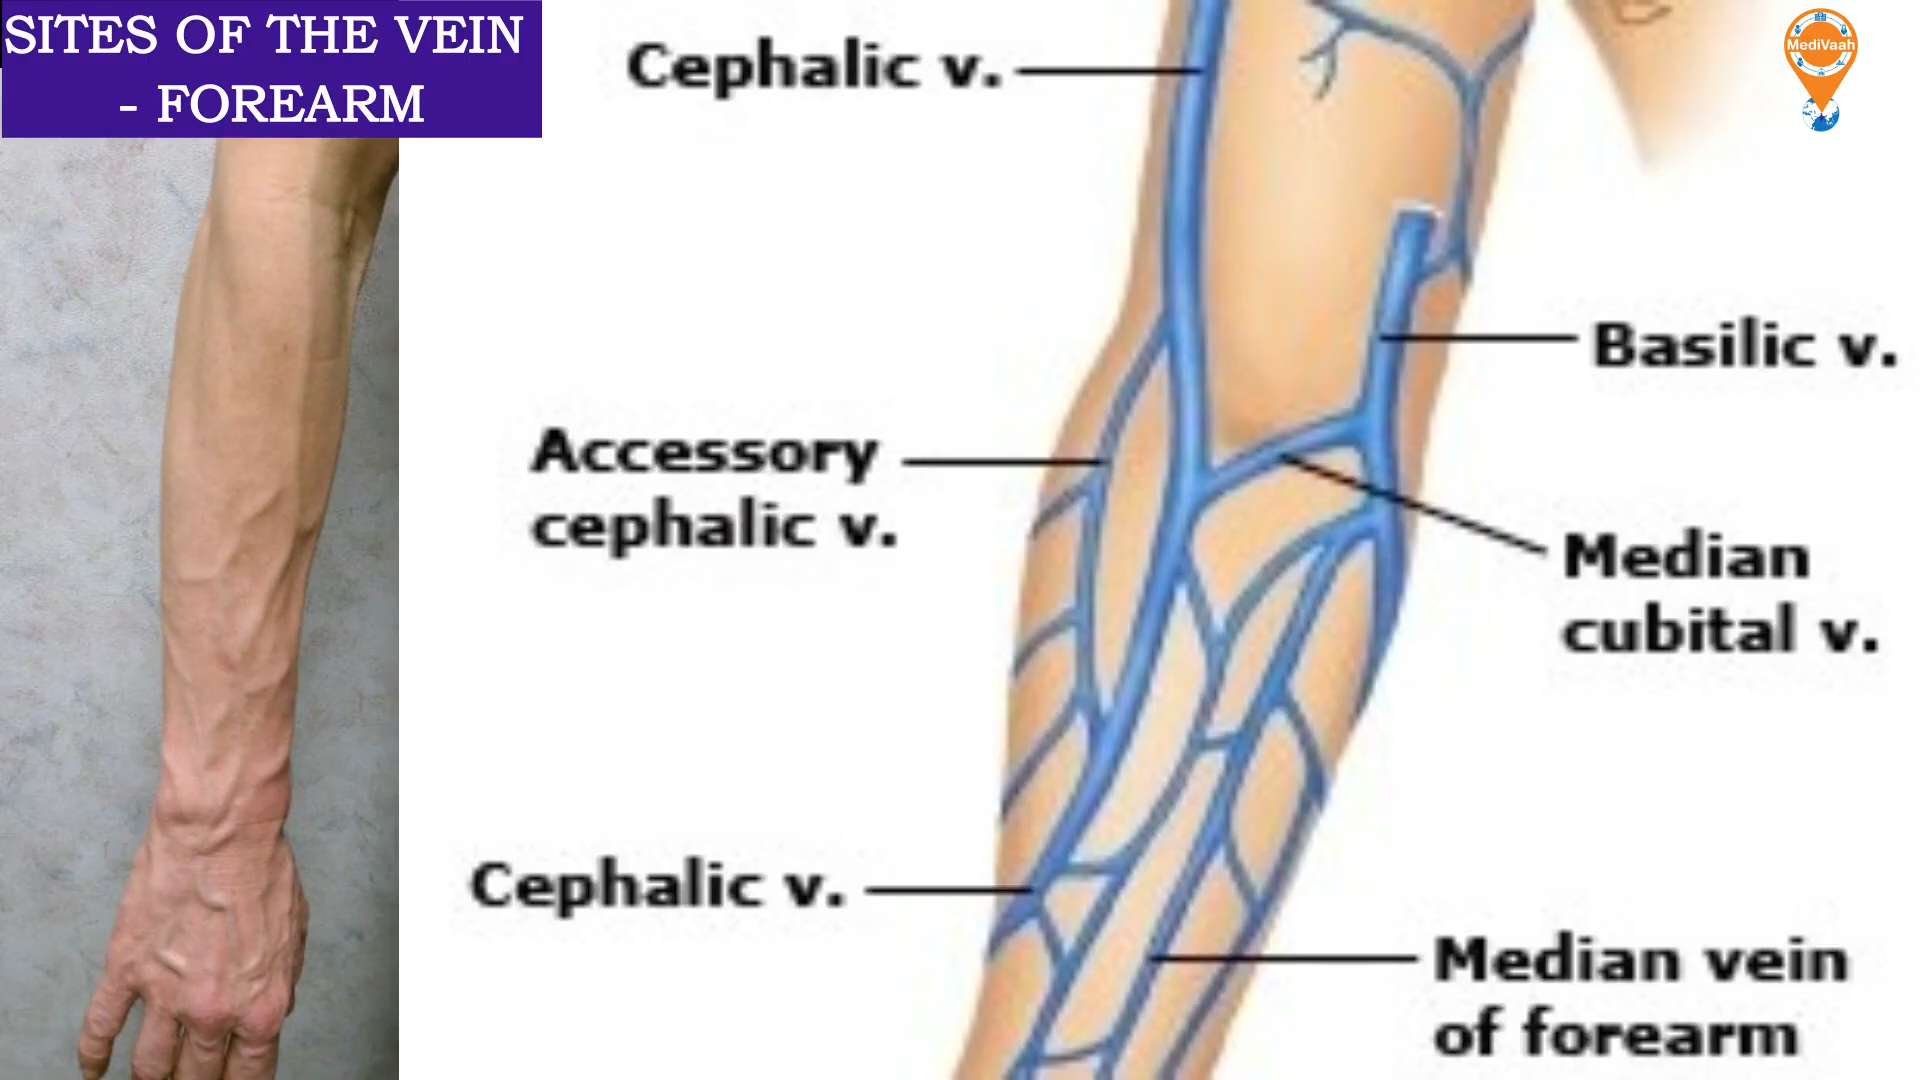 SITES OF THE VEIN
- FOREARM
MediVaah
Cephalic v.
Basilic v.
Accessory
cephalic v.
Median
cubital v.
Cephalic v.
Median vein
of forearm